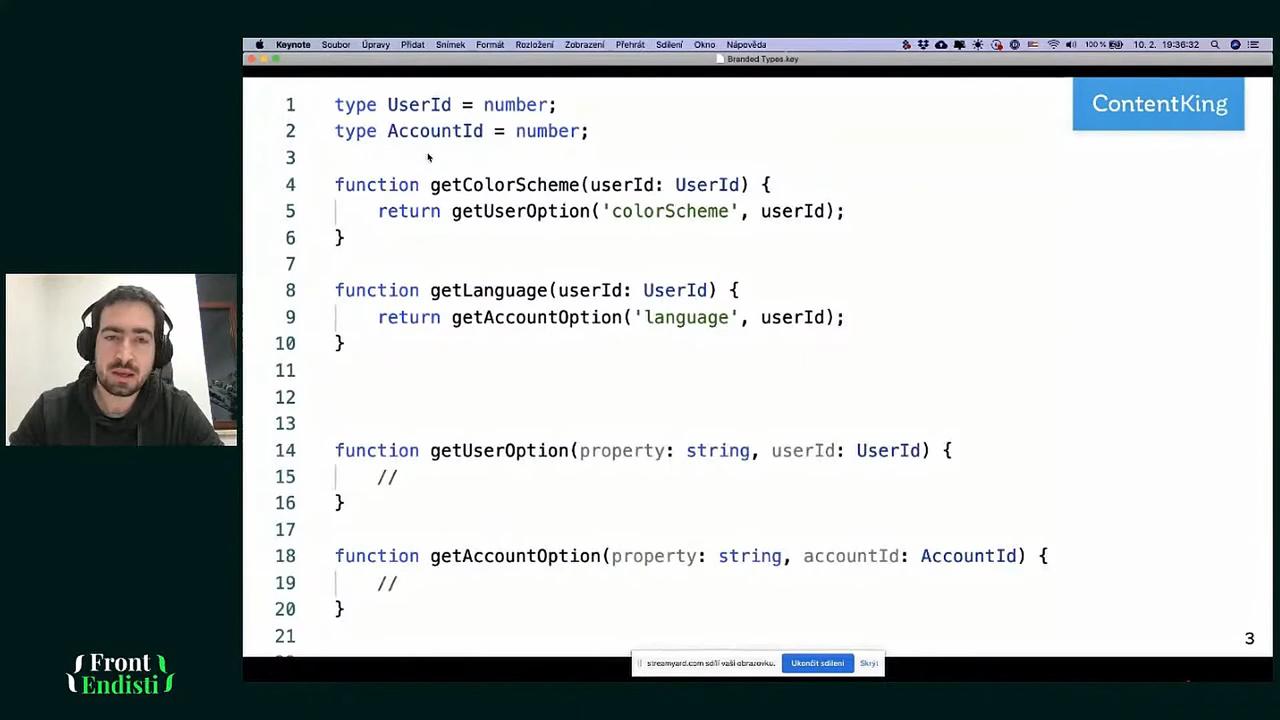 Keynote Soubor Úpravy Přidat Snímek Formát Rozložení Zobrazení Přehrát Sdílení Okno Nápověda 100 % 10. 2. 19:36:32
Branded Types.key
ContentKing
1 type UserId = number;
2 type AccountId = number;
3
4 function getColorScheme(userId: UserId) {
5 return getUserOption('colorScheme', userId);
6 }
7
8 function getLanguage(userId: UserId) {
9 return getAccountOption('language', userId);
10 }
11
12
13
14 function getUserOption(property: string, userId: UserId) {
15 //
16 }
17
18 function getAccountOption(property: string, accountId: AccountId) {
19 //
20 }
21
3
streamyard.com sdílí vaši obrazovku. Ukončit sdílení Skrýt
Front
Endisti